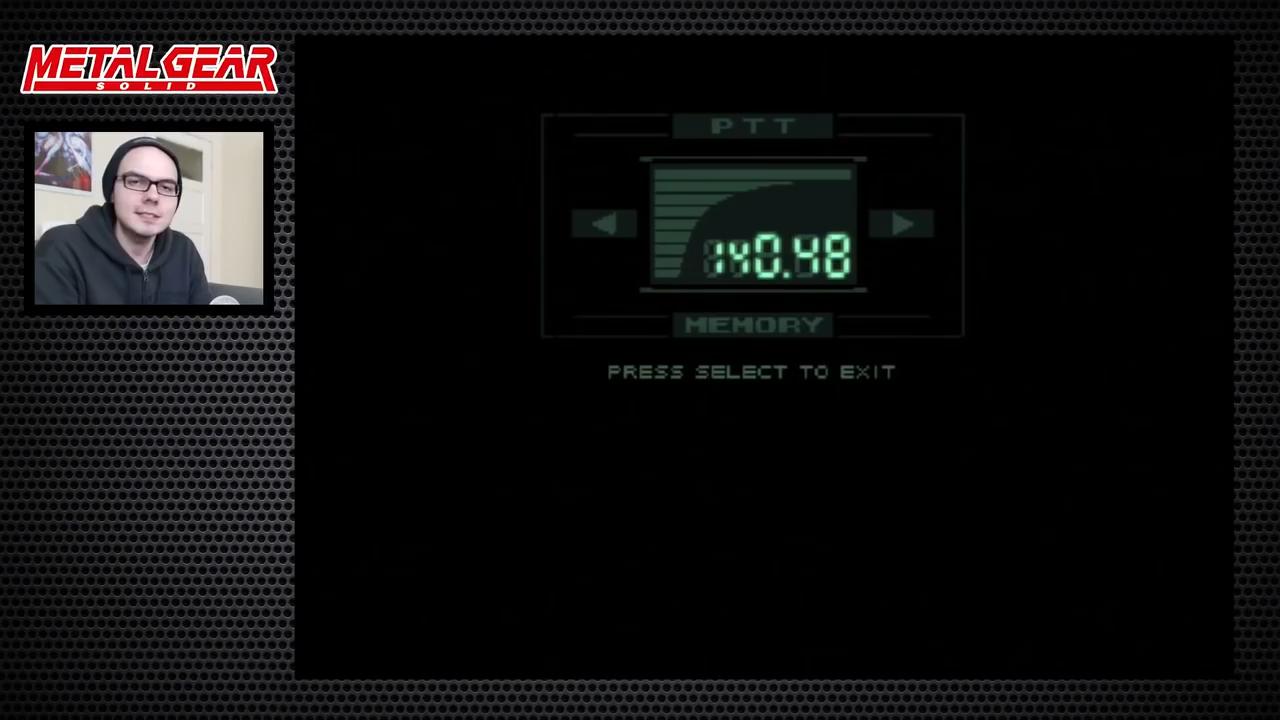 METAL GEAR
SOLID
PTT
140.48
MEMORY
PRESS SELECT TO EXIT